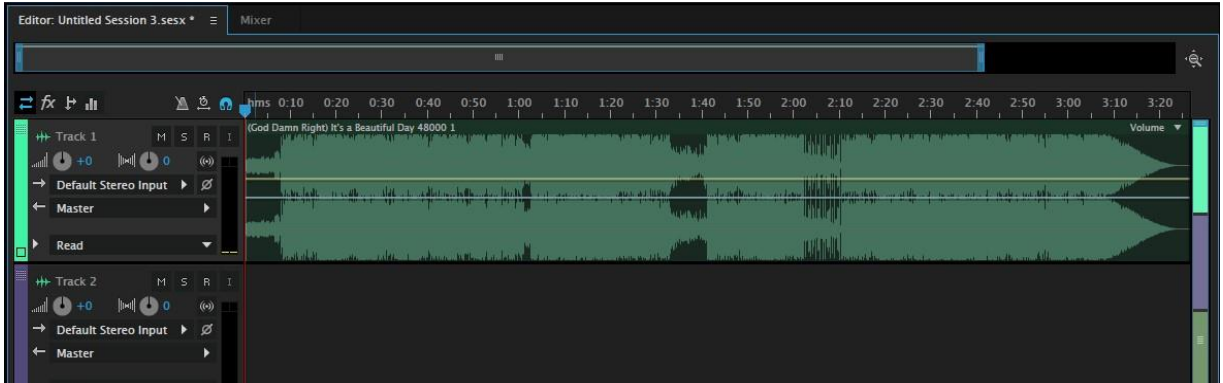 Editor: Untitled Session 3.sesx * Mixer
fx hms 0:10 0:20 0:30 0:40 0:50 1:00 1:10 1:20 1:30 1:40 1:50 2:00 2:10 2:20 2:30 2:40 2:50 3:00 3:10 3:20
(God Damn Right) It's a Beautiful Day 48000 1 Volume
Track 1 M S R I
+0 0
Default Stereo Input
Master
Read
Track 2 M S R I
+0 0
Default Stereo Input
Master